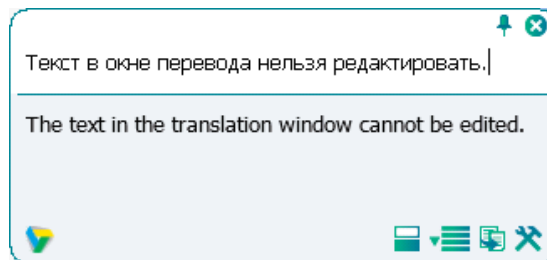 Текст в окне перевода нельзя редактировать.
The text in the translation window cannot be edited.